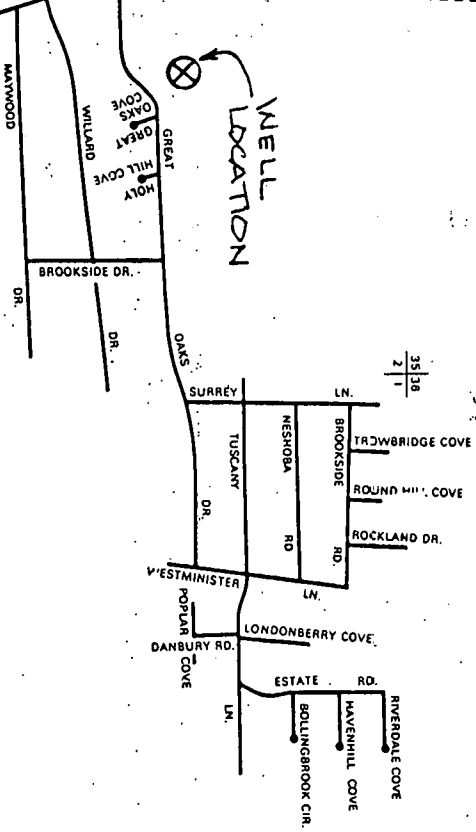 WELL
LOCATION
GREAT
OAKS
COVE
HOLY
HILL COVE
GREAT
OAKS
DR.
MAYWOOD
DR.
WILLARD
DR.
BROOKSIDE DR.
35 36
2 1
SURREY
LN.
TUSCANY
NESHOBA
RD
BROOKSIDE
RD.
TROWBRIDGE COVE
ROUND HILL COVE
ROCKLAND DR.
WESTMINISTER
LN.
POPLAR
COVE
LONDONBERRY COVE
DANBURY RD.
LN.
ESTATE RD.
RIVERDALE COVE
HAVENHILL COVE
BOLLINGBROOK CIR.